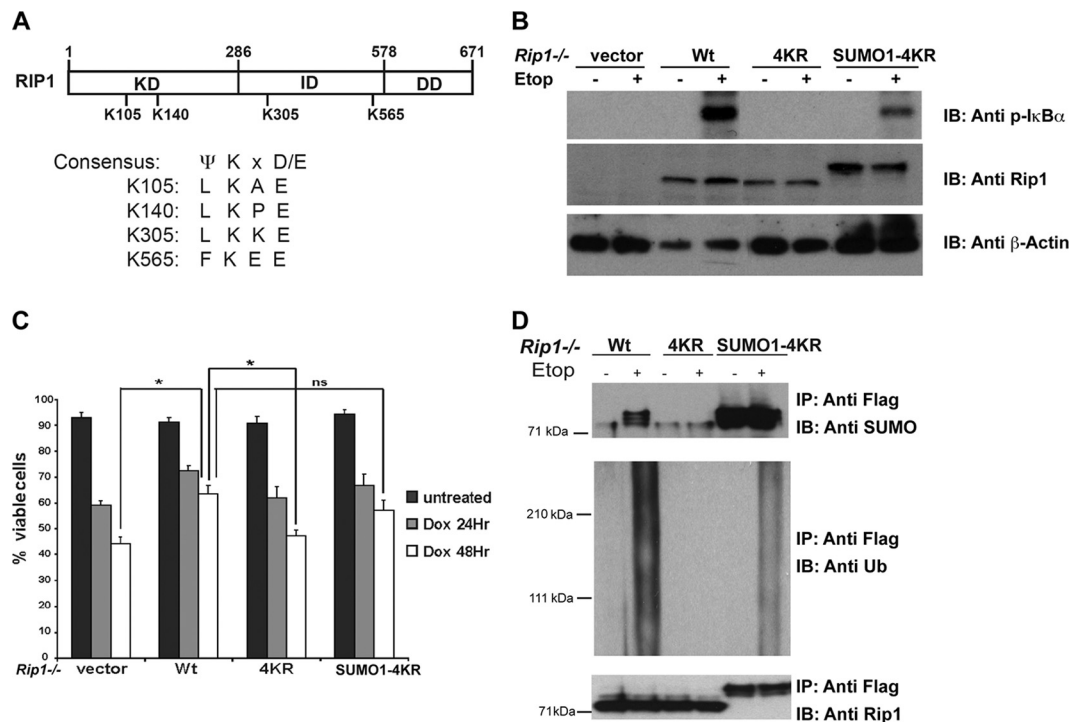 A
1 286 578 671
RIP1 KD ID DD
K105 K140 K305 K565
Consensus: Ψ K x D/E
K105: L K A E
K140: L K P E
K305: L K K E
K565: F K E E
B
Rip1-/- vector Wt 4KR SUMO1-4KR
Etop - + - + - + - +
IB: Anti p-IκBα
IB: Anti Rip1
IB: Anti β-Actin
C
* * ns
% viablecells
100
90
80
70
60
50
40
30
20
10
0
untreated
Dox 24Hr
Dox 48Hr
Rip1-/- vector Wt 4KR SUMO1-4KR
D
Rip1-/- Wt 4KR SUMO1-4KR
Etop - + - + - +
IP: Anti Flag
IB: Anti SUMO
71 kDa
210 kDa
IP: Anti Flag
IB: Anti Ub
111 kDa
IP: Anti Flag
IB: Anti Rip1
71kDa